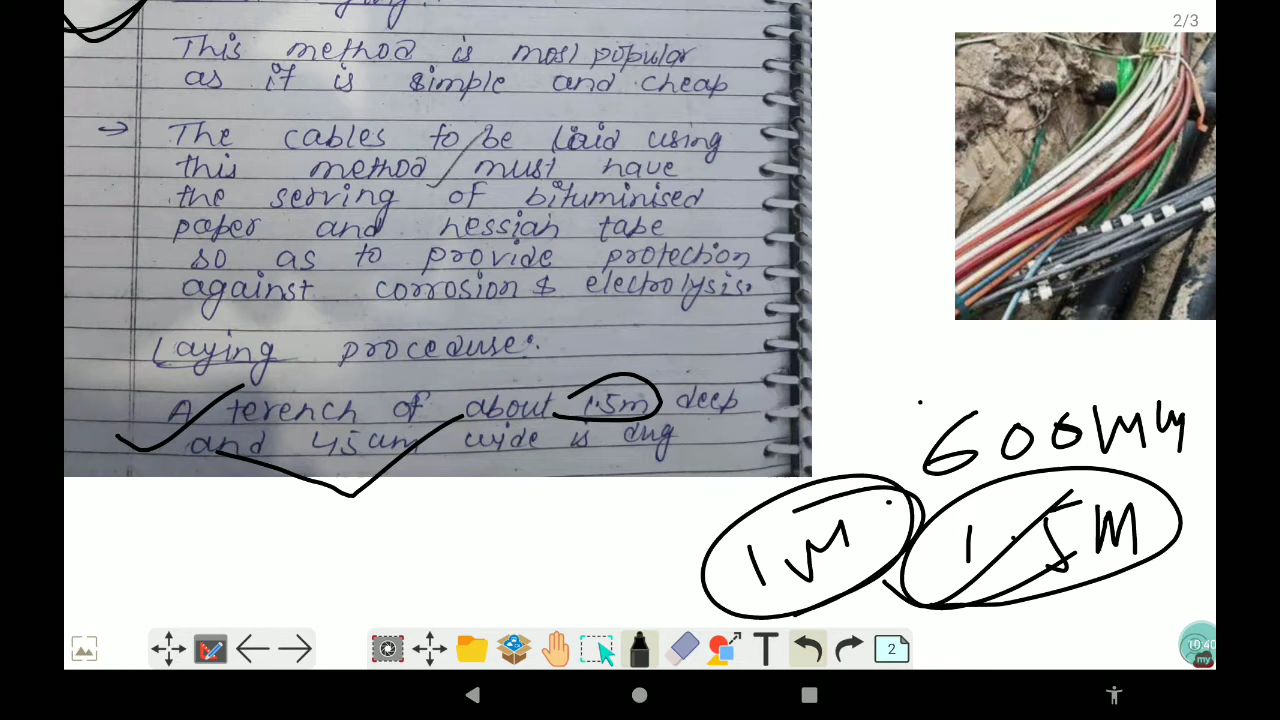 2/3
This method is most popular
as it is simple and cheap
→ The cables to be laid using
this method must have
the serving of bituminised
paper and hessian tape
so as to provide protection
against corrosion & electrolysis.
Laying procedure:
A terench of about 1.5m deep
and 45cm wide is dug
600MM
1M
1.5M
T
2
10:40
my